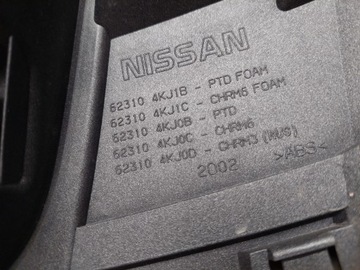 NISSAN
62310 4KJ1B - PTD FOAM
62310 4KJ1C - CHRM6 FOAM
62310 4KJ0B - PTD
62310 4KJ0C - CHRM6
62310 4KJ0D - CHRM3 (W/S)
2002 >ABS<